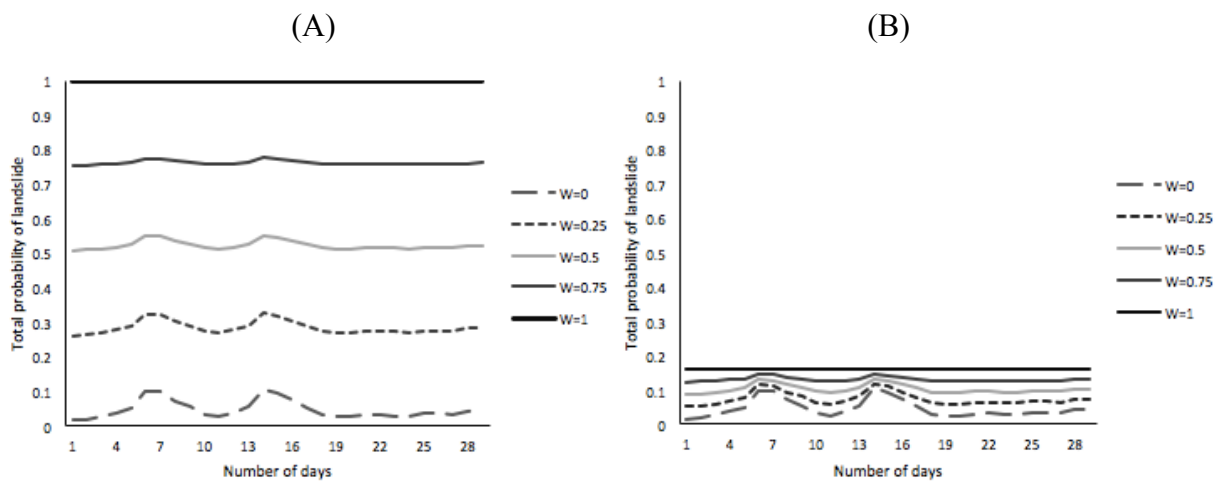 (A)
(B)
Total probability of landslide
1
0.9
0.8
0.7
0.6
0.5
0.4
0.3
0.2
0.1
0
1 4 7 10 13 16 19 22 25 28
Number of days
W=0
W=0.25
W=0.5
W=0.75
W=1
Total probability of landslide
1
0.9
0.8
0.7
0.6
0.5
0.4
0.3
0.2
0.1
0
1 4 7 10 13 16 19 22 25 28
Number of days
W=0
W=0.25
W=0.5
W=0.75
W=1